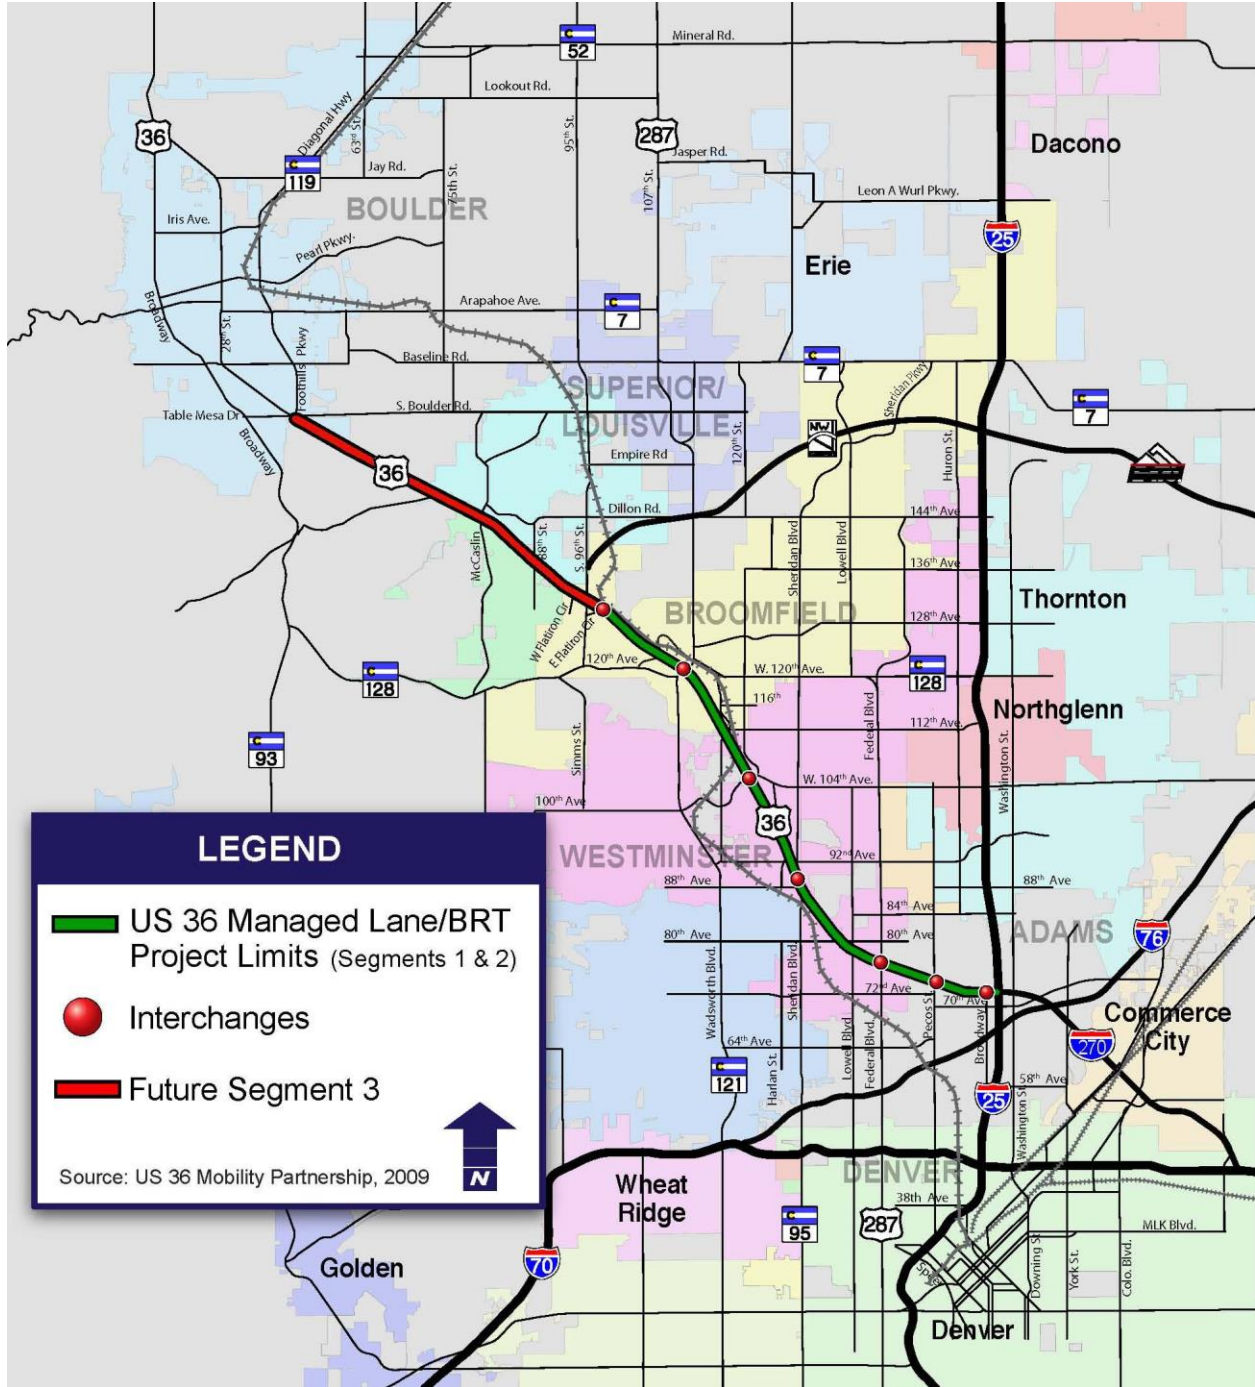 Mineral Rd.
52
Lookout Rd.
Diagonal Hwy
63rd St.
95th St.
36
287
119
Jay Rd.
75th St.
107th St.
Jasper Rd.
Dacono
Leon A Wurl Pkwy.
BOULDER
Iris Ave.
Pearl Pkwy.
25
Erie
Broadway
28th St.
Foothills Pkwy
Arapahoe Ave.
7
Baseline Rd.
7
Sheridan Pkwy
SUPERIOR/
LOUISVILLE
7
Table Mesa Dr
S. Boulder Rd.
120th St.
NW
Huron St.
Broadway
36
Empire Rd
Dillon Rd.
144th Ave
McCaslin
88th St.
S. 96th St.
Sheridan Blvd
Lowell Blvd
136th Ave
BROOMFIELD
Thornton
128th Ave
W Flatiron Cir
E Flatiron Cir
120th Ave
W. 120th Ave.
128
128
116th
Northglenn
Federal Blvd
112th Ave.
93
Simms St.
Washington St.
W. 104th Ave.
100th Ave
36
WESTMINSTER
92nd Ave
88th Ave
88th Ave
84th Ave
ADAMS
76
80th Ave
80th Ave
Wadsworth Blvd.
Sheridan Blvd.
72nd Ave
Pecos St.
70th Ave
Broadway
Commerce
City
64th Ave
Lowell Blvd
Federal Blvd.
270
121
Harlan St.
58th Ave
25
Washington St.
DENVER
Wheat
Ridge
38th Ave
95
287
MLK Blvd.
70
Golden
Downing St.
York St.
Colo. Blvd.
Denver
LEGEND
US 36 Managed Lane/BRT
Project Limits (Segments 1 & 2)
Interchanges
Future Segment 3
Source: US 36 Mobility Partnership, 2009
N